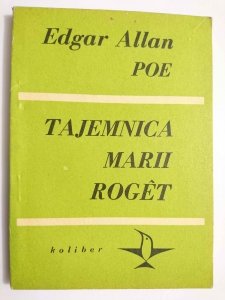 Edgar Allan
POE
TAJEMNICA
MARII
ROGÊT
koliber